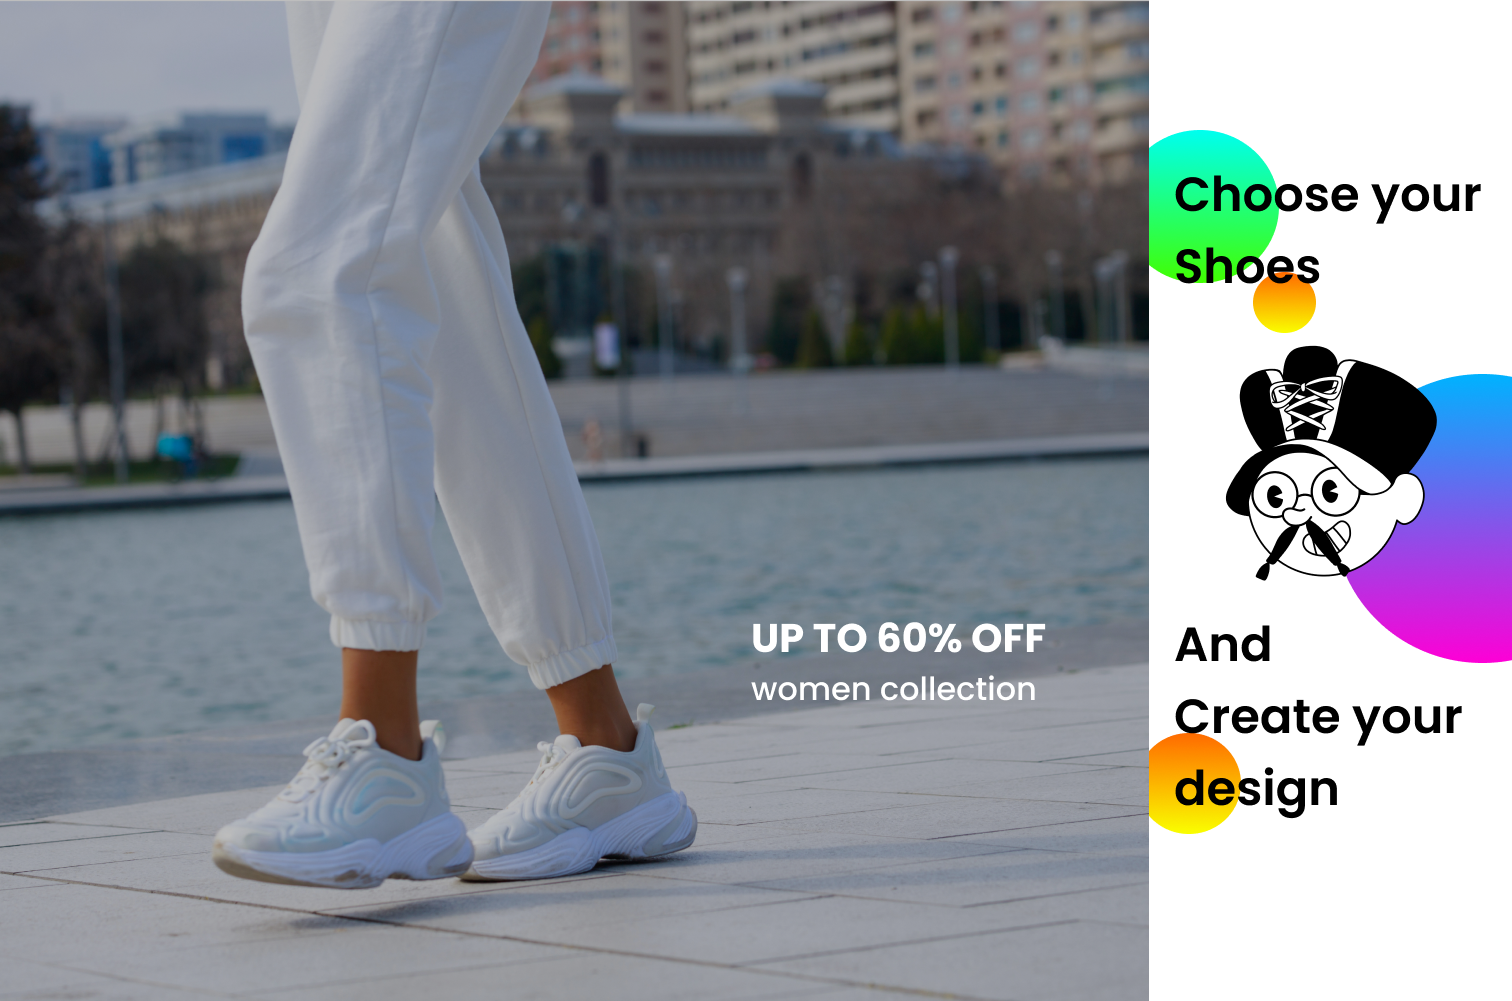 UP TO 60% OFF
women collection
Choose your
Shoes
And
Create your
design